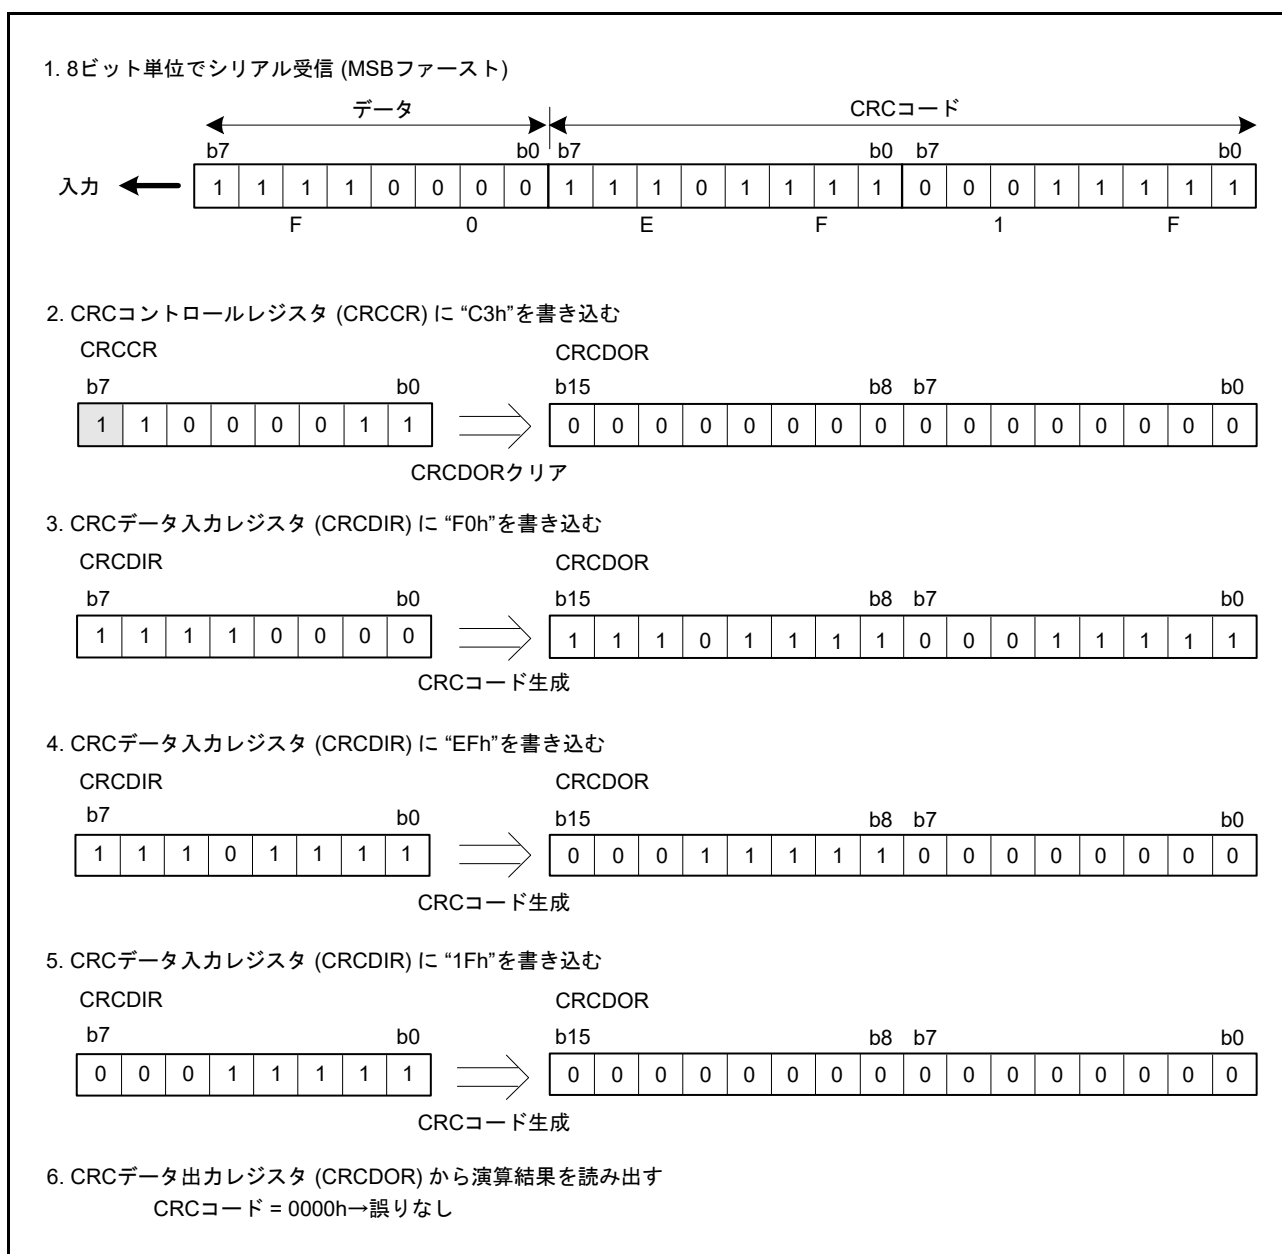 1. 8ビット単位でシリアル受信 (MSBファースト)
データ CRCコード
b7 b0 b7 b0 b7 b0
入力 1 1 1 1 0 0 0 0 1 1 1 0 1 1 1 1 0 0 0 1 1 1 1 1
F 0 E F 1 F
2. CRCコントロールレジスタ (CRCCR) に “C3h”を書き込む
CRCCR CRCDOR
b7 b0 b15 b8 b7 b0
1 1 0 0 0 0 1 1 0 0 0 0 0 0 0 0 0 0 0 0 0 0 0 0
CRCDORクリア
3. CRCデータ入力レジスタ (CRCDIR) に “F0h”を書き込む
CRCDIR CRCDOR
b7 b0 b15 b8 b7 b0
1 1 1 1 0 0 0 0 1 1 1 0 1 1 1 1 0 0 0 1 1 1 1 1
CRCコード生成
4. CRCデータ入力レジスタ (CRCDIR) に “EFh”を書き込む
CRCDIR CRCDOR
b7 b0 b15 b8 b7 b0
1 1 1 0 1 1 1 1 0 0 0 1 1 1 1 1 0 0 0 0 0 0 0 0
CRCコード生成
5. CRCデータ入力レジスタ (CRCDIR) に “1Fh”を書き込む
CRCDIR CRCDOR
b7 b0 b15 b8 b7 b0
0 0 0 1 1 1 1 1 0 0 0 0 0 0 0 0 0 0 0 0 0 0 0 0
CRCコード生成
6. CRCデータ出力レジスタ (CRCDOR) から演算結果を読み出す
CRCコード = 0000h→誤りなし